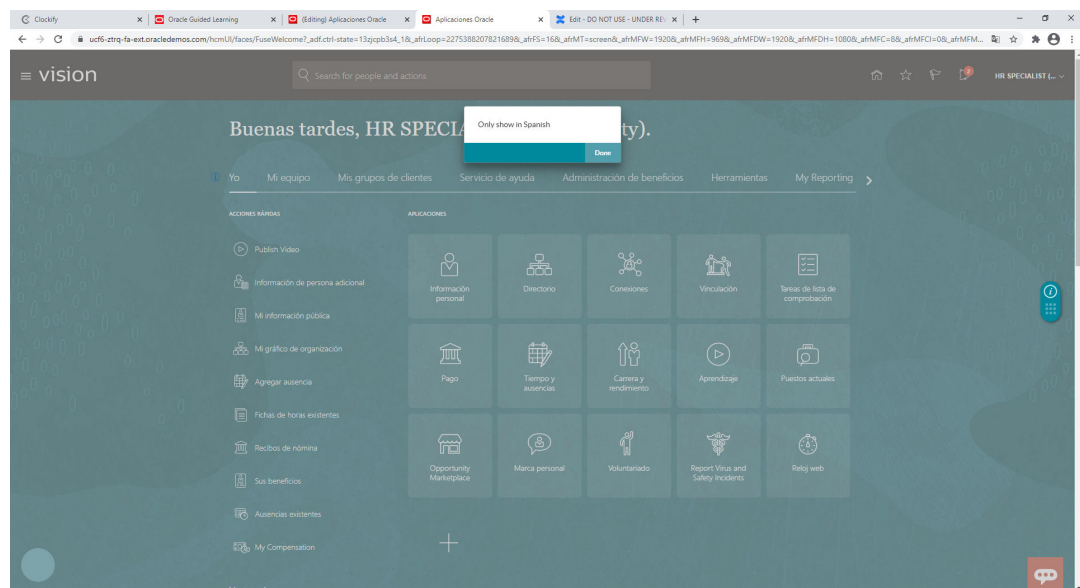 Clockify
Oracle Guided Learning
(Editing) Aplicaciones Oracle
Aplicaciones Oracle
Edit - DO NOT USE - UNDER REV
ucf6-ztrq-fa-ext.oracledemos.com/hcmUI/faces/FuseWelcome?_adf.ctrl-state=13zjcpb3s4_1&_afrLoop=2275388207821689&_afrFS=16&_afrMT=screen&_afrMFW=1920&_afrMFH=969&_afrMFDW=1920&_afrMFDH=1080&_afrMFC=8&_afrMFCI=0&_afrMFM...
vision
Search for people and actions
2
HR SPECIALIST (...
Only show in Spanish
Done
Buenas tardes, HR SPECIA ty).
Yo
Mi equipo
Mis grupos de clientes
Servicio de ayuda
Administración de beneficios
Herramientas
My Reporting
ACCIONES RÁPIDAS
Publish Video
Información de persona adicional
Mi información pública
Mi gráfico de organización
Agregar ausencia
Fichas de horas existentes
Recibos de nómina
Sus beneficios
Ausencias existentes
My Compensation
APLICACIONES
Información
personal
Directorio
Conexiones
Vinculación
Tareas de lista de
comprobación
Pago
Tiempo y
ausencias
Carrera y
rendimiento
Aprendizaje
Puestos actuales
Opportunity
Marketplace
Marca personal
Voluntariado
Report Virus and
Safety Incidents
Reloj web